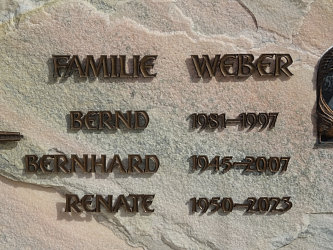 FAMILIE WEBER
BERND 1981–1997
BERNHARD 1945–2007
RENATE 1950–2023